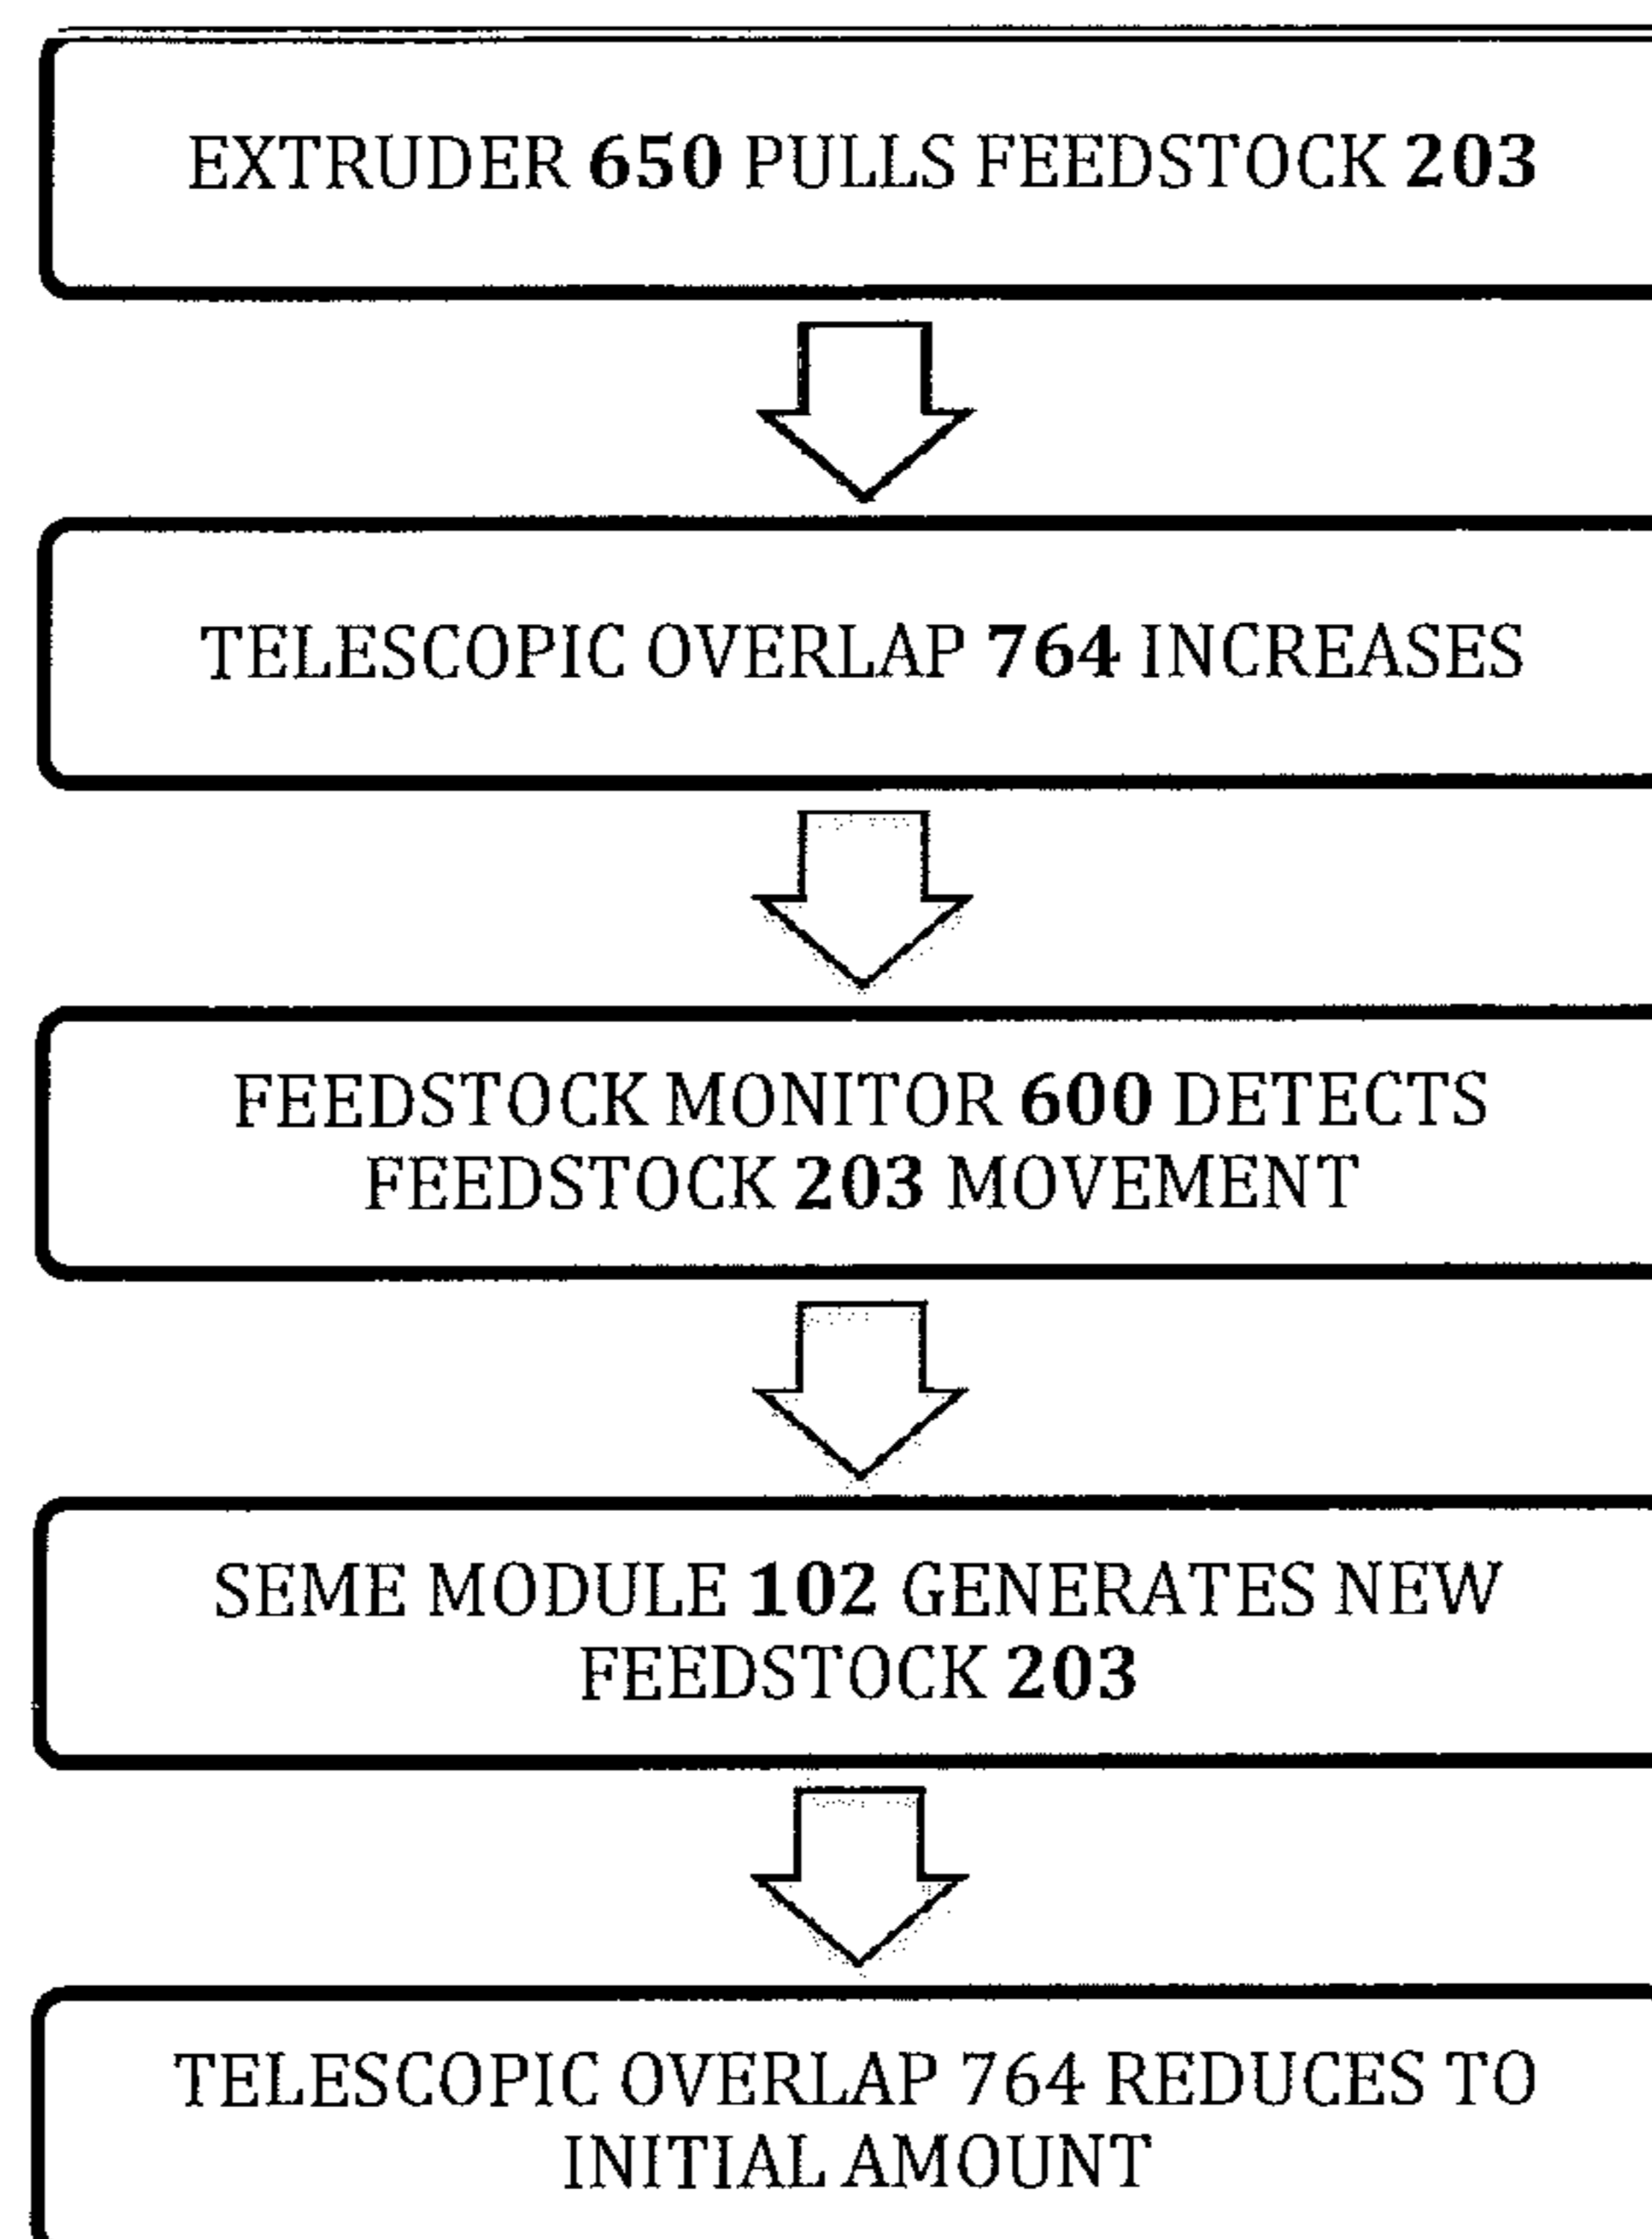 EXTRUDER 650 PULLS FEEDSTOCK 203
TELESCOPIC OVERLAP 764 INCREASES
FEEDSTOCK MONITOR 600 DETECTS
FEEDSTOCK 203 MOVEMENT
SEME MODULE 102 GENERATES NEW
FEEDSTOCK 203
TELESCOPIC OVERLAP 764 REDUCES TO
INITIAL AMOUNT